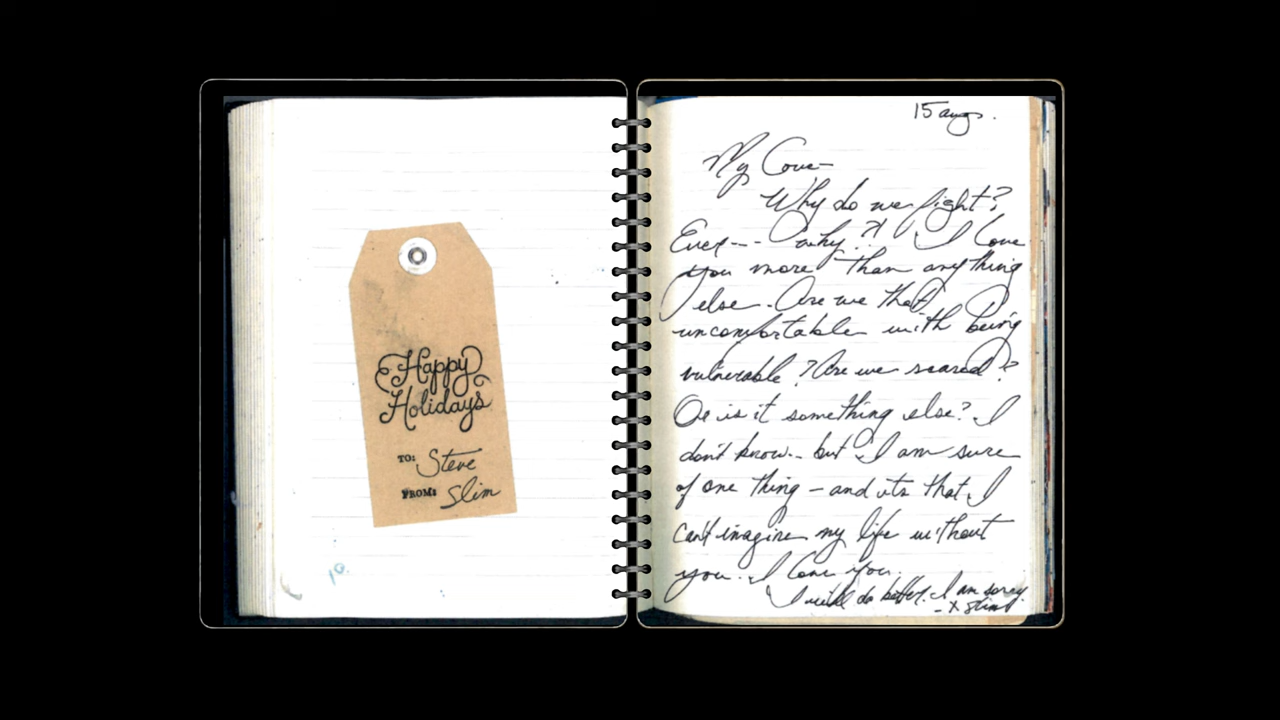 Happy
Holidays
TO: Steve
FROM: Slim
15 aug.
My Love—
Why do we fight?
Ever-- why?? I love
you more than anything
else. Are we that
uncomfortable with being
vulnerable? Are we scared?
Or is it something else? I
don't know-- but I am sure
of one thing – and its that I
can't imagine my life without
you. I love you.
I will do better. I am sorry.
-x Slim